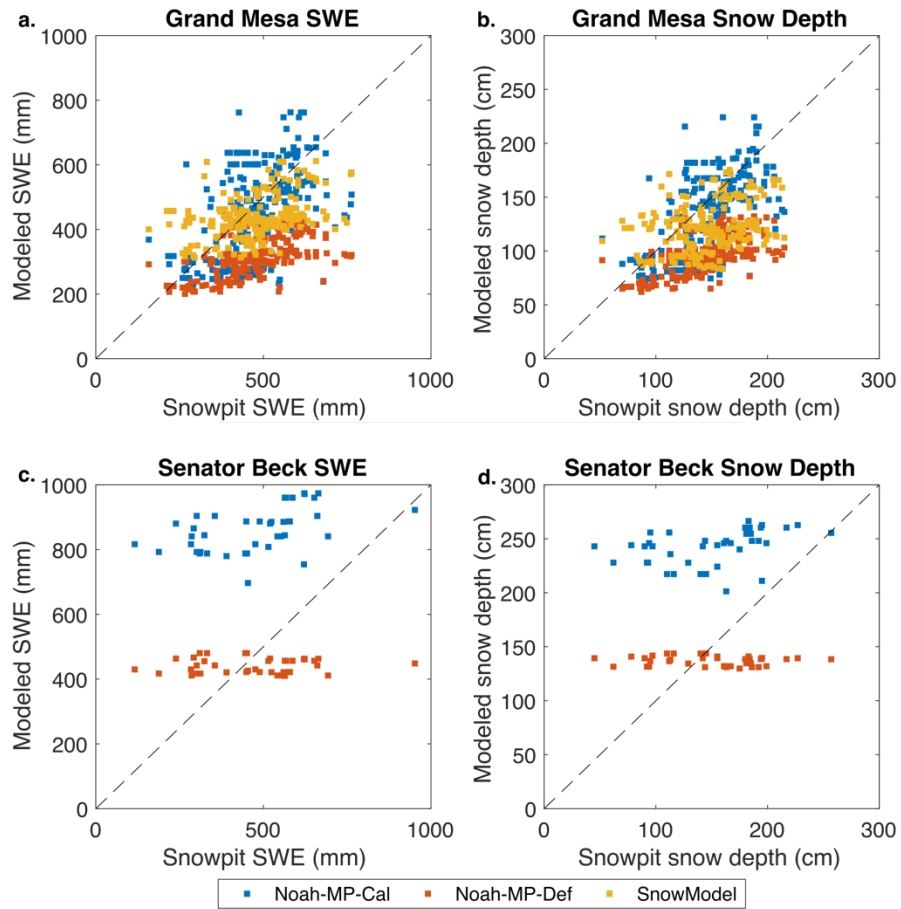 a. Grand Mesa SWE
1000
800
600
400
200
0
Modeled SWE (mm)
0 500 1000
Snowpit SWE (mm)
b. Grand Mesa Snow Depth
300
250
200
150
100
50
0
Modeled snow depth (cm)
0 100 200 300
Snowpit snow depth (cm)
c. Senator Beck SWE
1000
800
600
400
200
0
Modeled SWE (mm)
0 500 1000
Snowpit SWE (mm)
d. Senator Beck Snow Depth
300
250
200
150
100
50
0
Modeled snow depth (cm)
0 100 200 300
Snowpit snow depth (cm)
Noah-MP-Cal Noah-MP-Def SnowModel